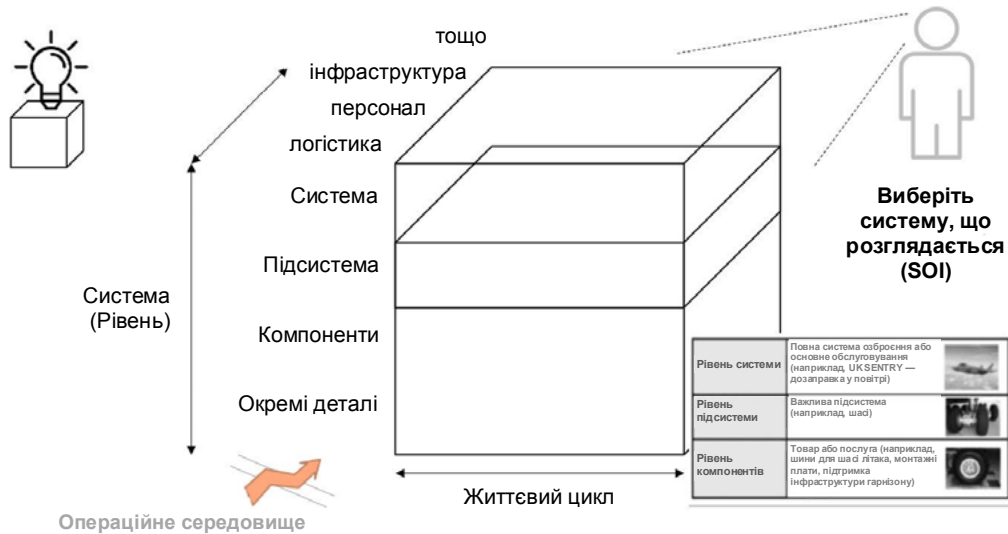 тощо
інфраструктура
персонал
логістика
Система
Підсистема
Компоненти
Окремі деталі
Система
(Рівень)
Життєвий цикл
Операційне середовище
Виберіть
систему, що
розглядається
(SOI)
Рівень системи
Повна система озброєння або
основне обслуговування
(наприклад, UK SENTRY —
дозаправка у повітрі)
Рівень
підсистеми
Важлива підсистема
(наприклад, шасі)
Рівень
компонентів
Товар або послуга (наприклад,
шини для шасі літака, монтажні
плати, підтримка
інфраструктури гарнізону)